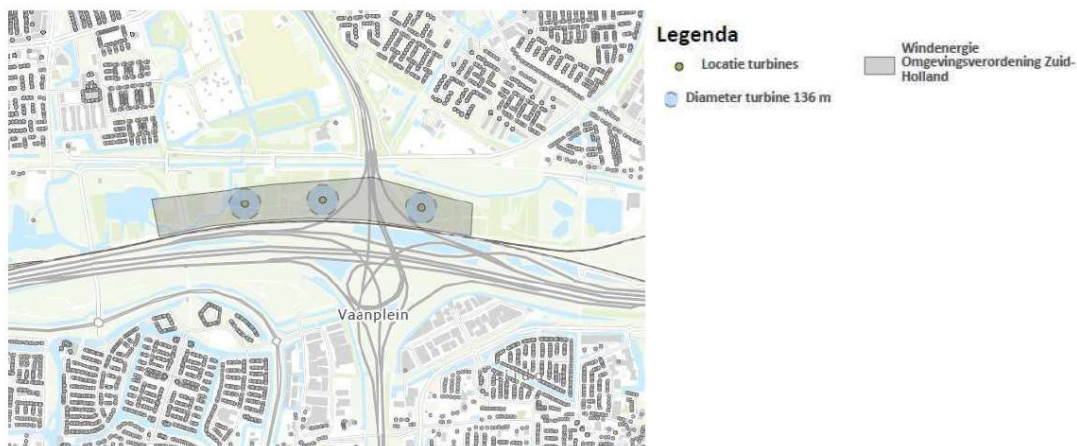 Legenda
Locatie turbines
Diameter turbine 136 m
Windenergie
Omgevingsverordening Zuid-
Holland
Vaanplein